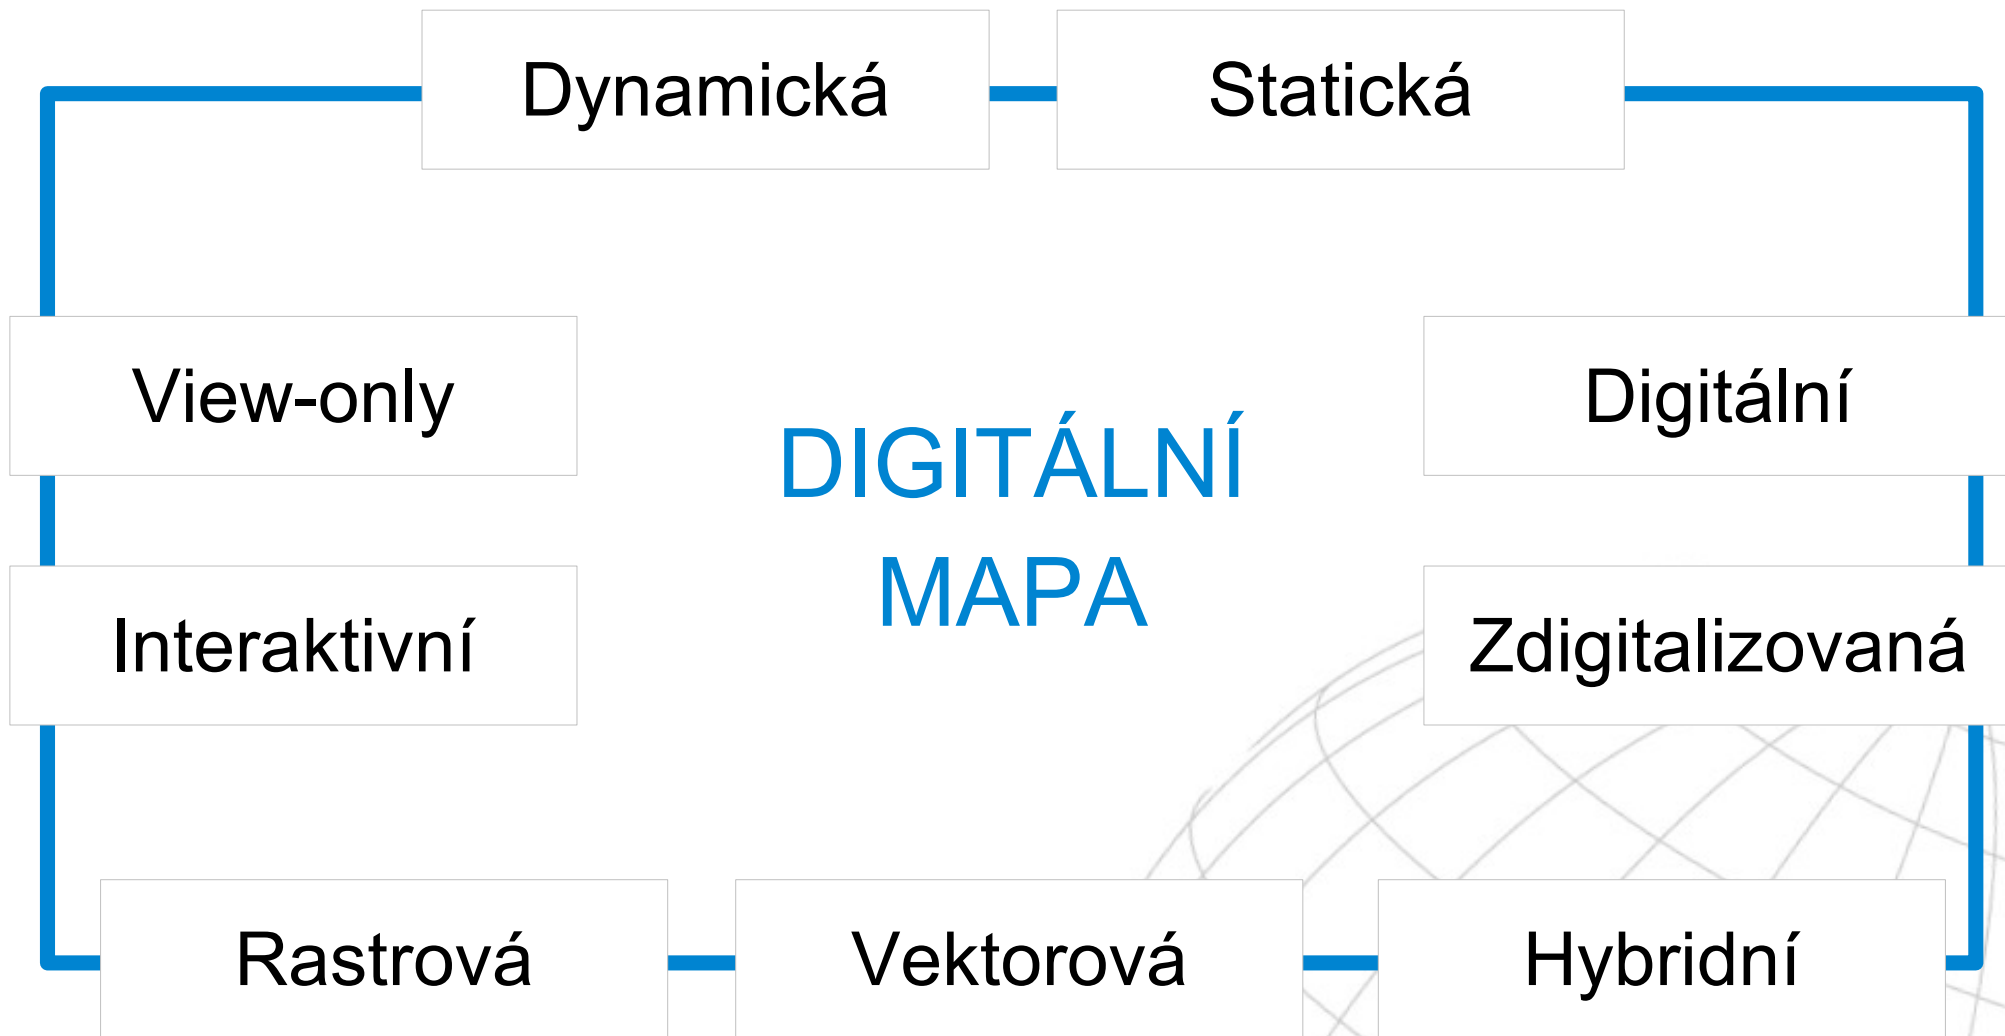 Dynamická
Statická
View-only
Digitální
DIGITÁLNÍ
MAPA
Interaktivní
Zdigitalizovaná
Rastrová
Vektorová
Hybridní